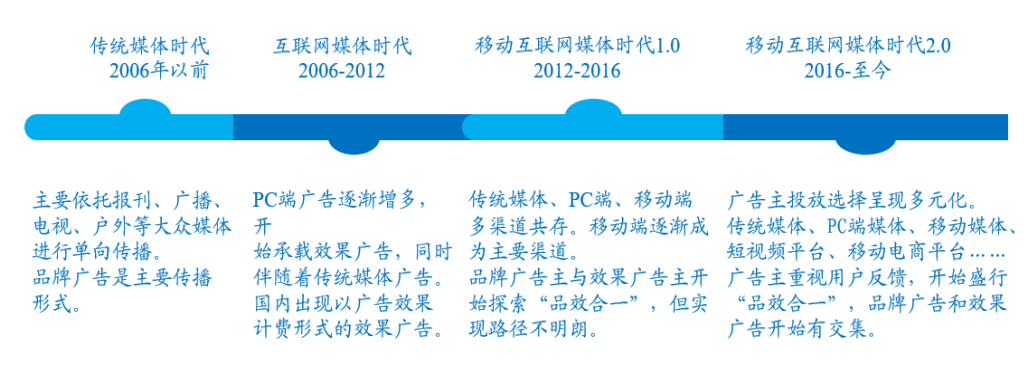 传统媒体时代
2006年以前
互联网媒体时代
2006-2012
移动互联网媒体时代1.0
2012-2016
移动互联网媒体时代2.0
2016-至今
主要依托报刊、广播、
电视、户外等大众媒体
进行单向传播。
品牌广告是主要传播
形式。
PC端广告逐渐增多，
开
始承载效果广告，同时
伴随着传统媒体广告。
国内出现以广告效果
计费形式的效果广告。
传统媒体、PC端、移动端
多渠道共存。移动端逐渐成
为主要渠道。
品牌广告主与效果广告主开
始探索“品效合一”，但实
现路径不明朗。
广告主投放选择呈现多元化。
传统媒体、PC端媒体、移动媒体、
短视频平台、移动电商平台……
广告主重视用户反馈，开始盛行
“品效合一”，品牌广告和效果
广告开始有交集。